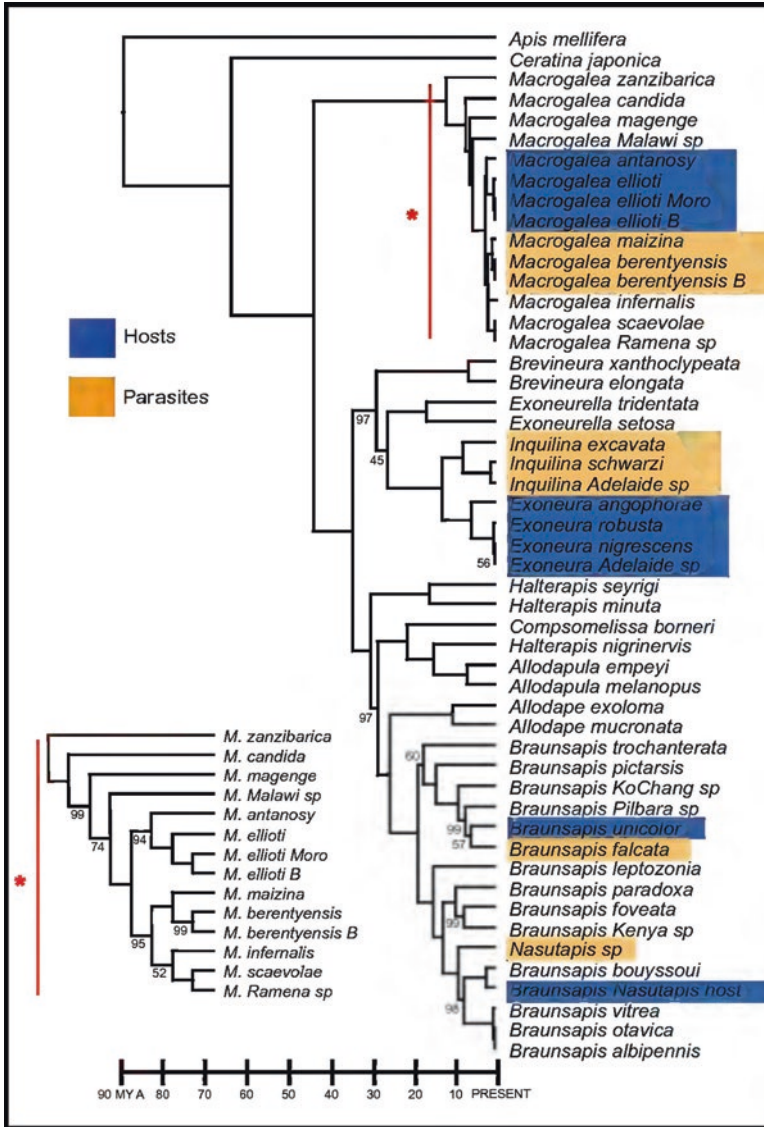 Apis mellifera
Ceratina japonica
Macrogalea zanzibarica
Macrogalea candida
Macrogalea magenge
Macrogalea Malawi sp
Macrogalea antanosy
Macrogalea ellioti
Macrogalea ellioti Moro
Macrogalea ellioti B
*
Macrogalea maizina
Macrogalea berentyensis
Macrogalea berentyensis B
Macrogalea infernalis
Macrogalea scaevolae
Macrogalea Ramena sp
Hosts
Parasites
Brevineura xanthoclypeata
Brevineura elongata
97
Exoneurella tridentata
Exoneurella setosa
45
Inquilina excavata
Inquilina schwarzi
Inquilina Adelaide sp
Exoneura angophorae
Exoneura robusta
Exoneura nigrescens
56
Exoneura Adelaide sp
Halterapis seyrigi
Halterapis minuta
Compsomelissa borneri
Halterapis nigrinervis
Allodapula empeyi
Allodapula melanopus
97
Allodape exoloma
Allodape mucronata
Braunsapis trochanterata
60
Braunsapis pictarsis
Braunsapis KoChang sp
Braunsapis Pilbara sp
99
Braunsapis unicolor
57
Braunsapis falcata
Braunsapis leptozonia
Braunsapis paradoxa
Braunsapis foveata
99
Braunsapis Kenya sp
Nasutapis sp
Braunsapis bouyssoui
98
Braunsapis Nasutapis host
Braunsapis vitrea
Braunsapis otavica
Braunsapis albipennis
M. zanzibarica
M. candida
M. magenge
99
M. Malawi sp
M. antanosy
74
94
M. ellioti
M. ellioti Moro
M. ellioti B
*
M. maizina
M. berentyensis
99
M. berentyensis B
95
M. infernalis
52
M. scaevolae
M. Ramena sp
90 MYA 80 70 60 50 40 30 20 10 PRESENT